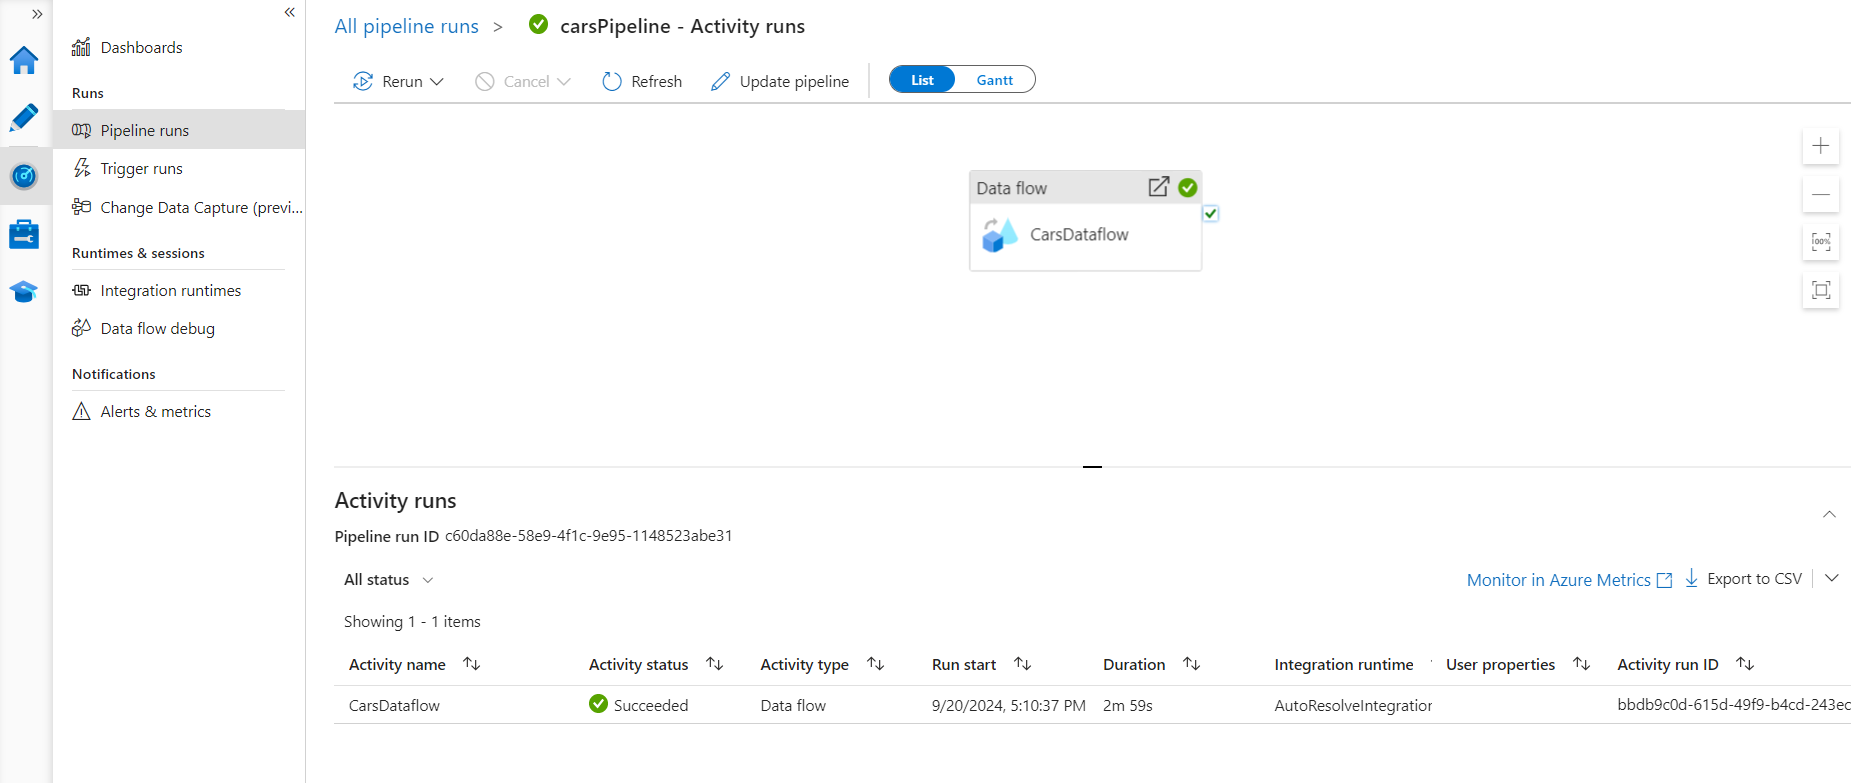 All pipeline runs > carsPipeline - Activity runs
Rerun Cancel Refresh Update pipeline List Gantt
Dashboards
Runs
Pipeline runs
Trigger runs
Change Data Capture (previ...
Runtimes & sessions
Integration runtimes
Data flow debug
Notifications
Alerts & metrics
Data flow
CarsDataflow
100%
Activity runs
Pipeline run ID c60da88e-58e9-4f1c-9e95-1148523abe31
All status
Monitor in Azure Metrics Export to CSV
Showing 1 - 1 items
Activity name Activity status Activity type Run start Duration Integration runtime User properties Activity run ID
CarsDataflow Succeeded Data flow 9/20/2024, 5:10:37 PM 2m 59s AutoResolveIntegration bbdb9c0d-615d-49f9-b4cd-243ec